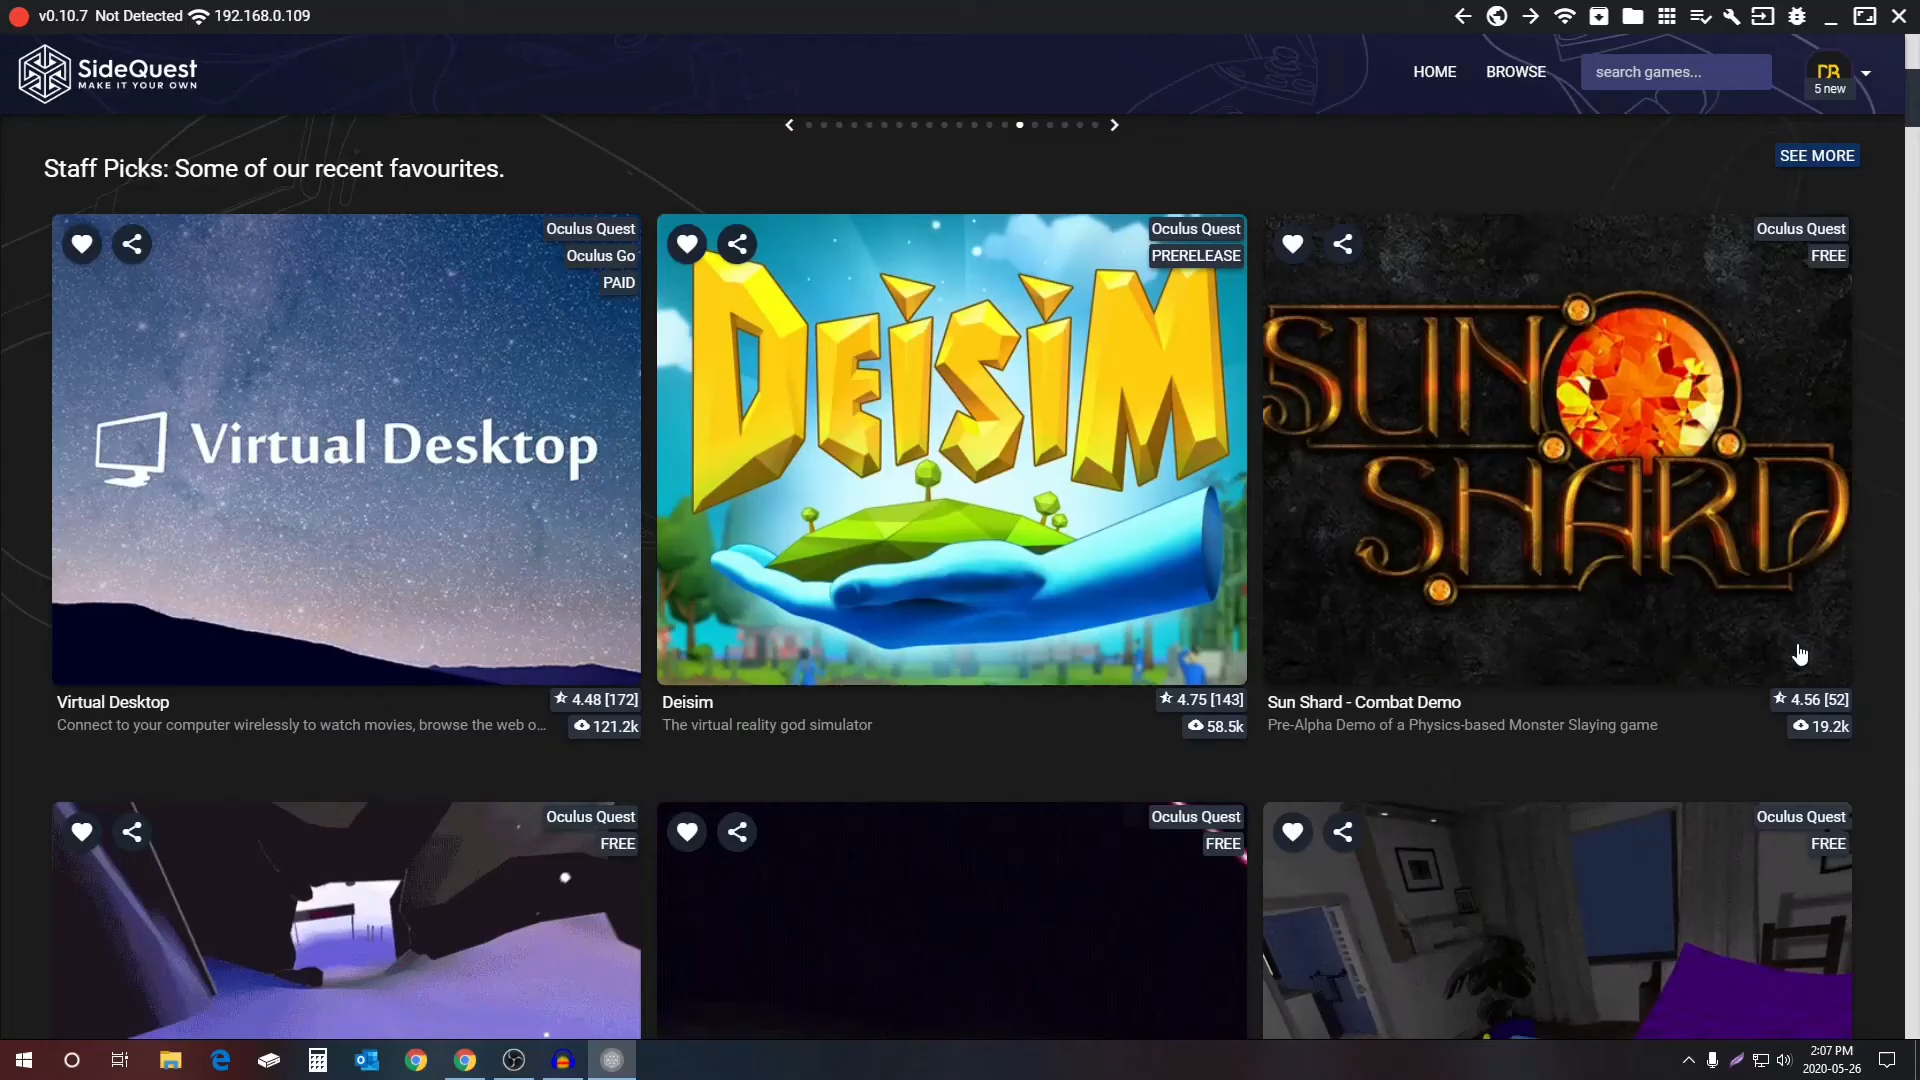 v0.10.7 Not Detected 192.168.0.109
SideQuest
MAKE IT YOUR OWN
HOME
BROWSE
search games...
DB
5 new
Staff Picks: Some of our recent favourites.
SEE MORE
Oculus Quest
Oculus Go
PAID
Virtual Desktop
Virtual Desktop
4.48 [172]
Connect to your computer wirelessly to watch movies, browse the web o...
121.2k
Oculus Quest
PRERELEASE
DEISIM
Deisim
4.75 [143]
The virtual reality god simulator
58.5k
Oculus Quest
FREE
SUN
SHARD
Sun Shard - Combat Demo
4.56 [52]
Pre-Alpha Demo of a Physics-based Monster Slaying game
19.2k
Oculus Quest
FREE
Oculus Quest
FREE
Oculus Quest
FREE
2:07 PM
2020-05-26